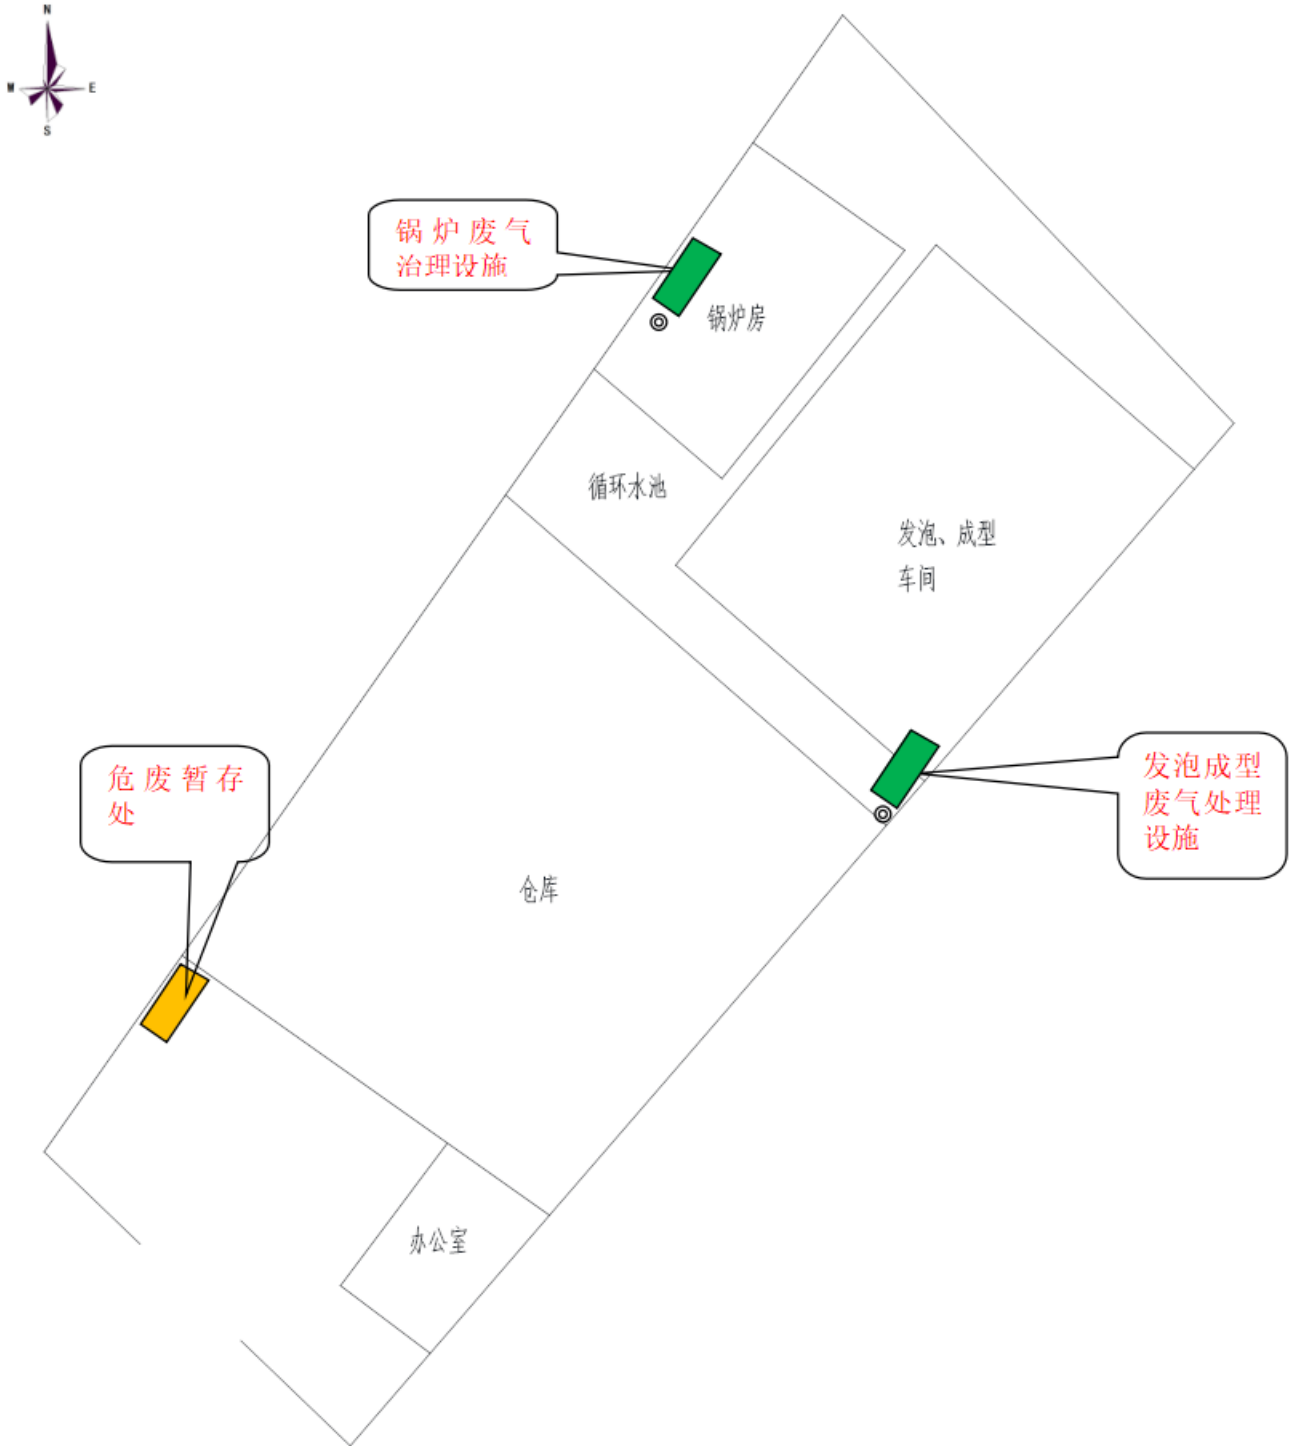 N
W
E
S
锅炉废气
治理设施
锅炉房
循环水池
发泡、成型
车间
发泡成型
废气处理
设施
危废暂存
处
仓库
办公室